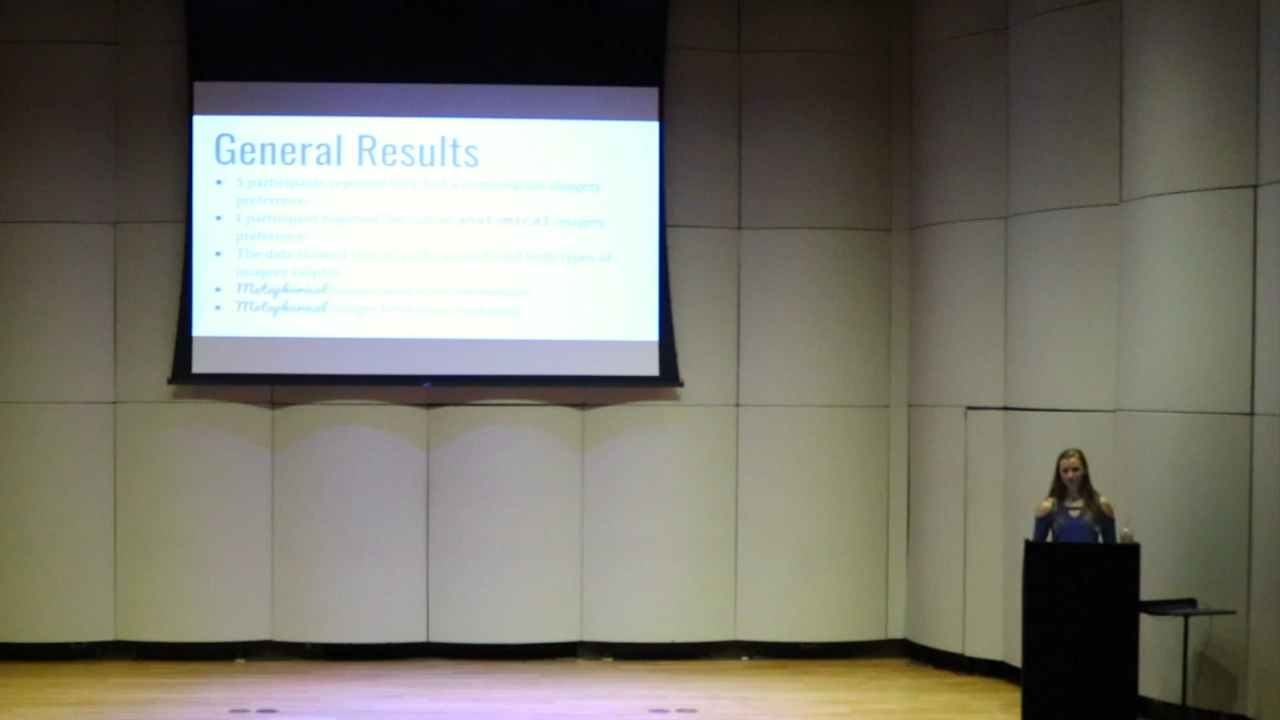 General Results
• 5 participants reported they had a combination imagery
preference
• 1 participant reported she had an anatomical imagery
preference
• The data showed that all participants found both types of
imagery helpful
• Metaphorical images were more memorable
• Metaphorical images were more confusing